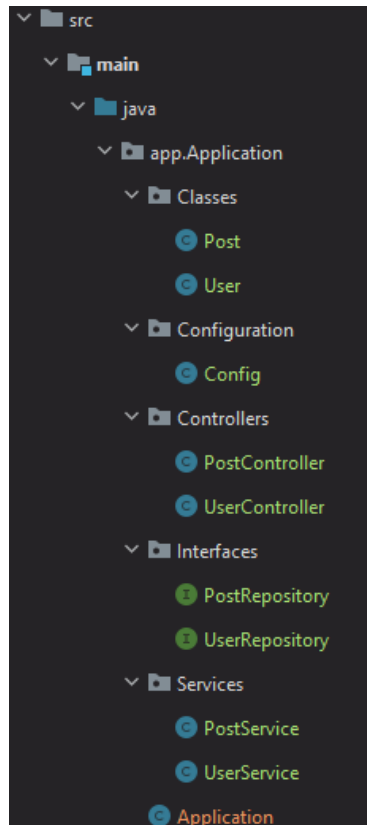 src
main
java
app.Application
Classes
C Post
C User
Configuration
C Config
Controllers
C PostController
C UserController
Interfaces
I PostRepository
I UserRepository
Services
C PostService
C UserService
C Application